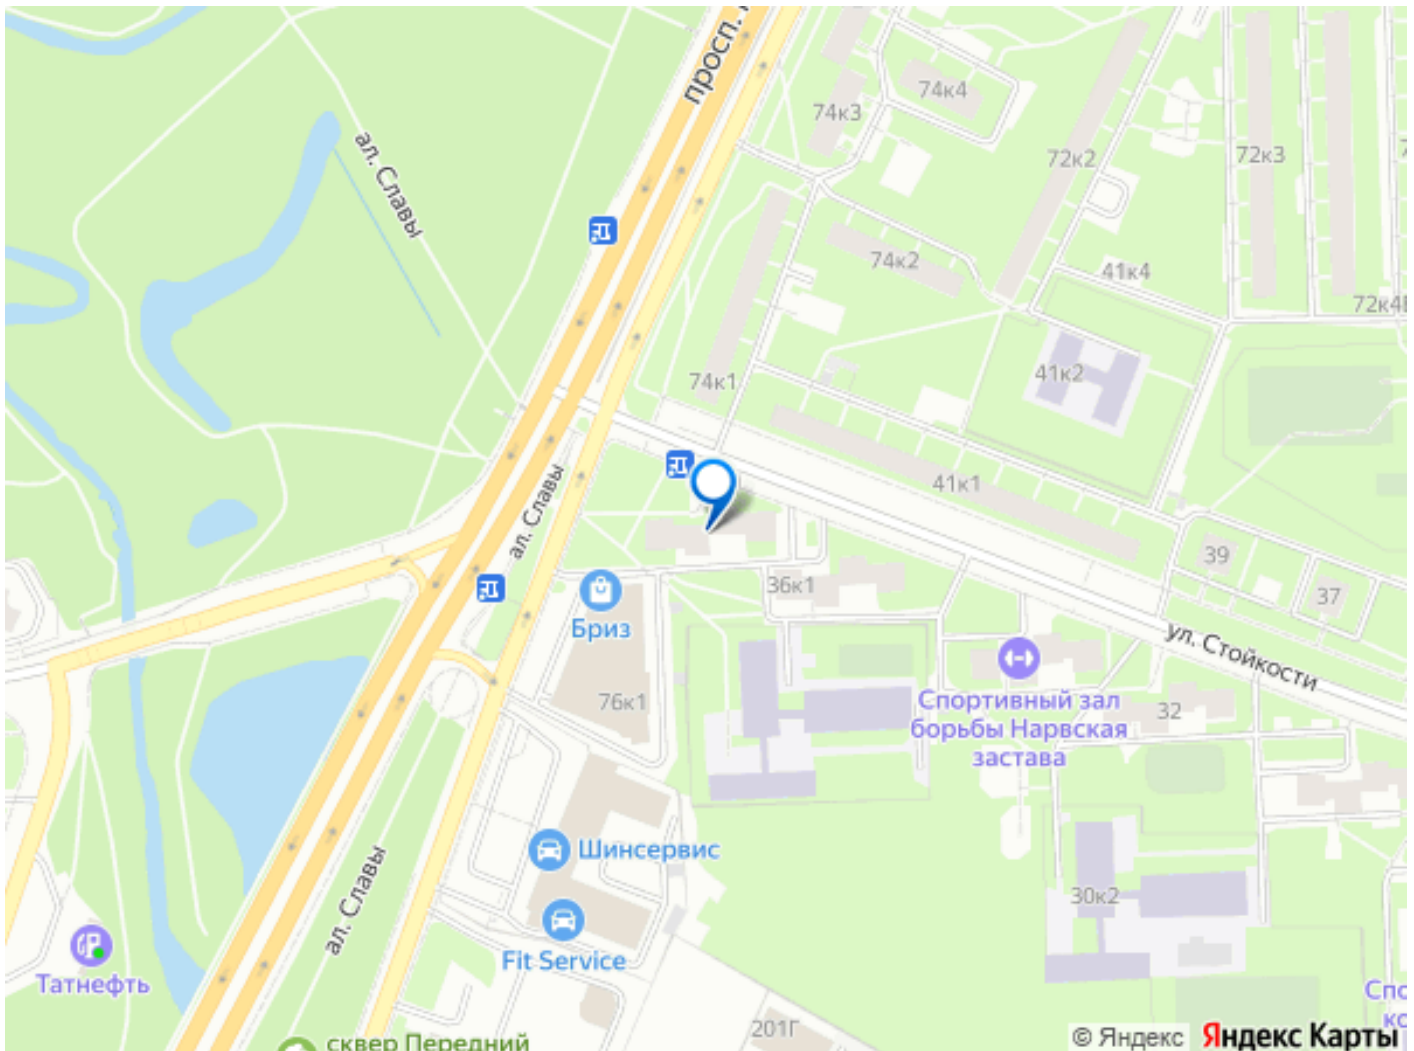 просп.
74к4
74к3
ал. Славы
72к2
72к3
74к2
41к4
72к4
74к1
41к2
41к1
ал. Славы
39
36к1
37
Бриз
ул. Стойкости
76к1
Спортивный зал
борьбы Нарвская
застава
32
Шинсервис
30к2
ал. Славы
Fit Service
Татнефть
201Г
сквер Передний
© Яндекс
Яндекс Карты